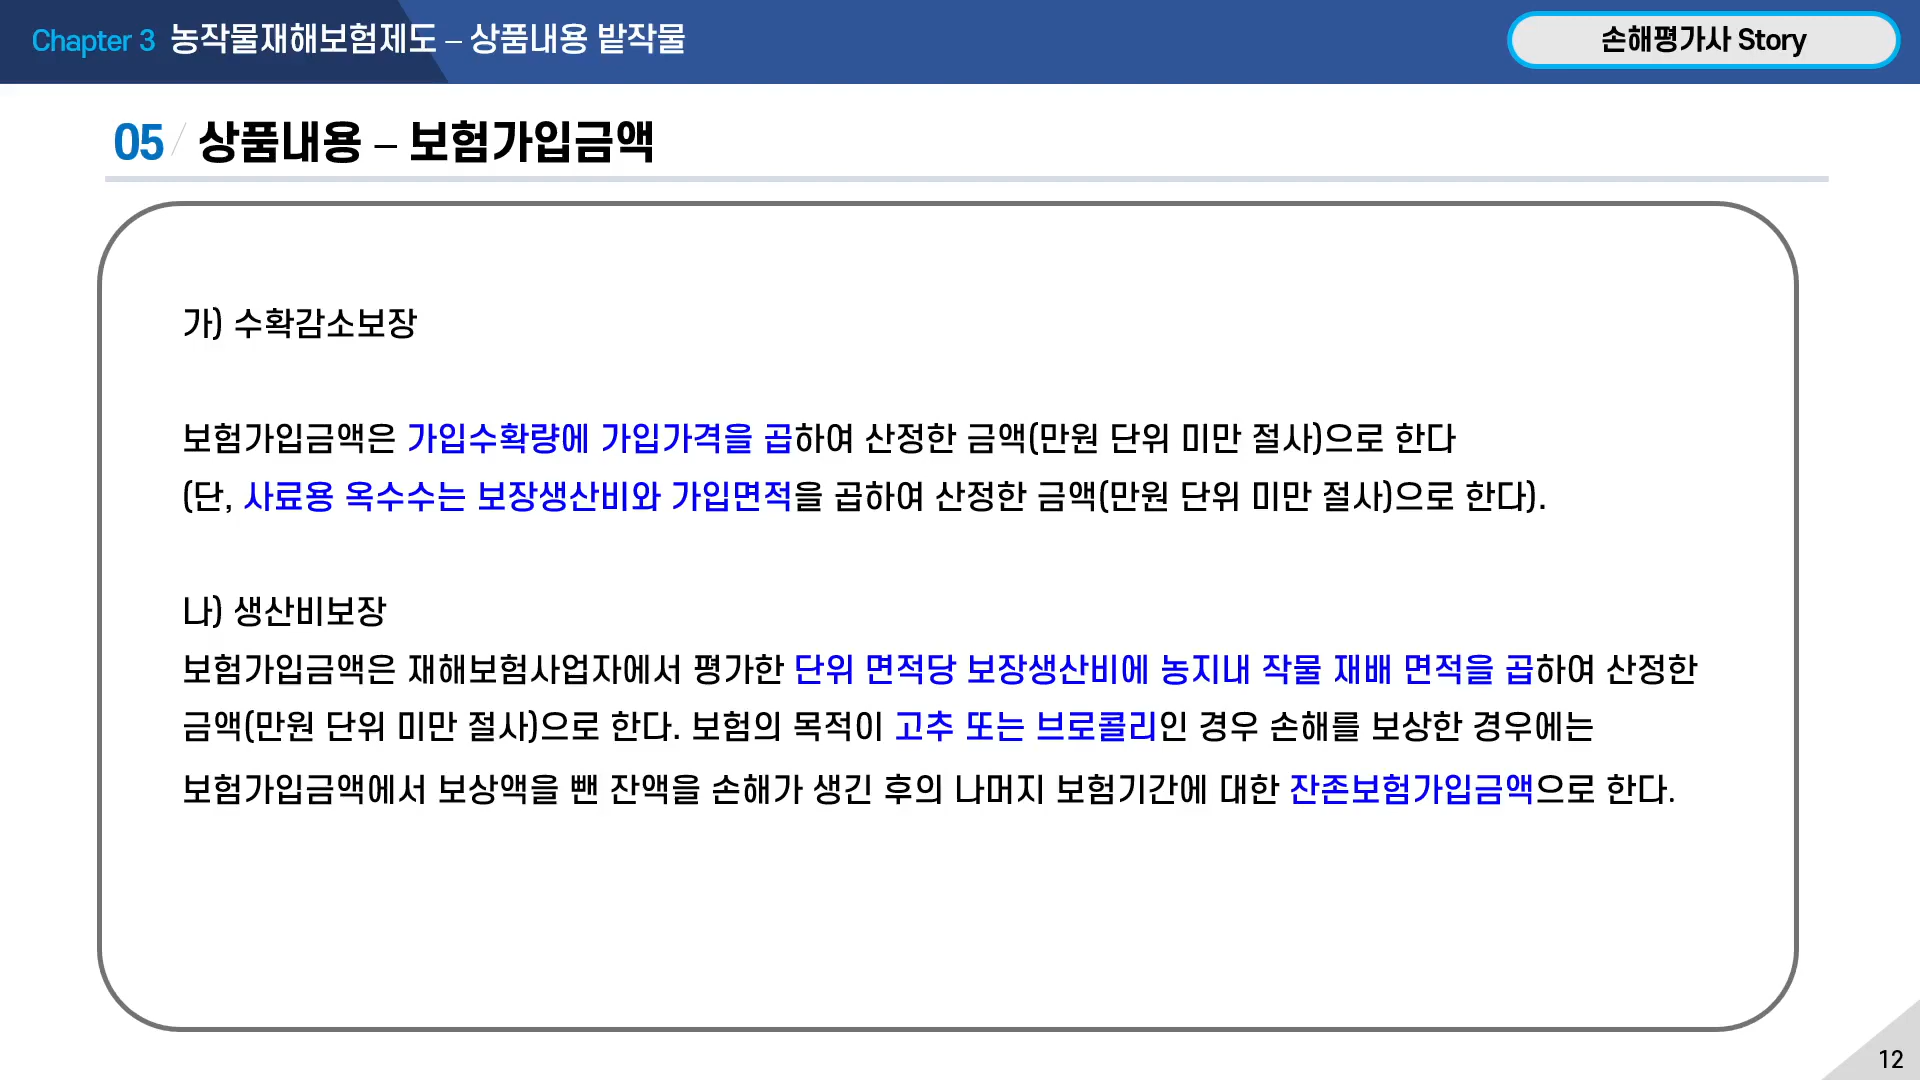 Chapter 3 농작물재해보험제도 – 상품내용 밭작물
손해평가사 Story
05 / 상품내용 – 보험가입금액
가) 수확감소보장
보험가입금액은 가입수확량에 가입가격을 곱하여 산정한 금액(만원 단위 미만 절사)으로 한다
(단, 사료용 옥수수는 보장생산비와 가입면적을 곱하여 산정한 금액(만원 단위 미만 절사)으로 한다).
나) 생산비보장
보험가입금액은 재해보험사업자에서 평가한 단위 면적당 보장생산비에 농지내 작물 재배 면적을 곱하여 산정한
금액(만원 단위 미만 절사)으로 한다. 보험의 목적이 고추 또는 브로콜리인 경우 손해를 보상한 경우에는
보험가입금액에서 보상액을 뺀 잔액을 손해가 생긴 후의 나머지 보험기간에 대한 잔존보험가입금액으로 한다.
12